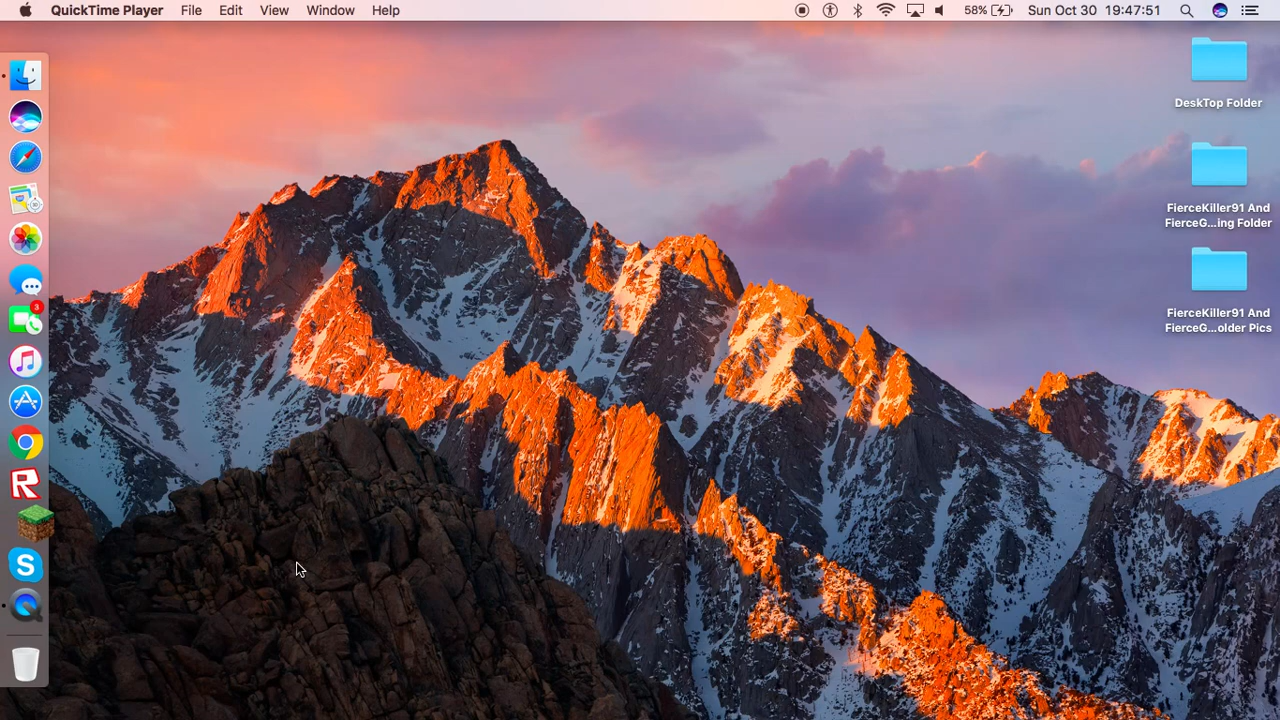 QuickTime Player File Edit View Window Help 58% Sun Oct 30 19:47:51
DeskTop Folder
FierceKiller91 And
FierceG...ing Folder
FierceKiller91 And
FierceG...older Pics
3
S